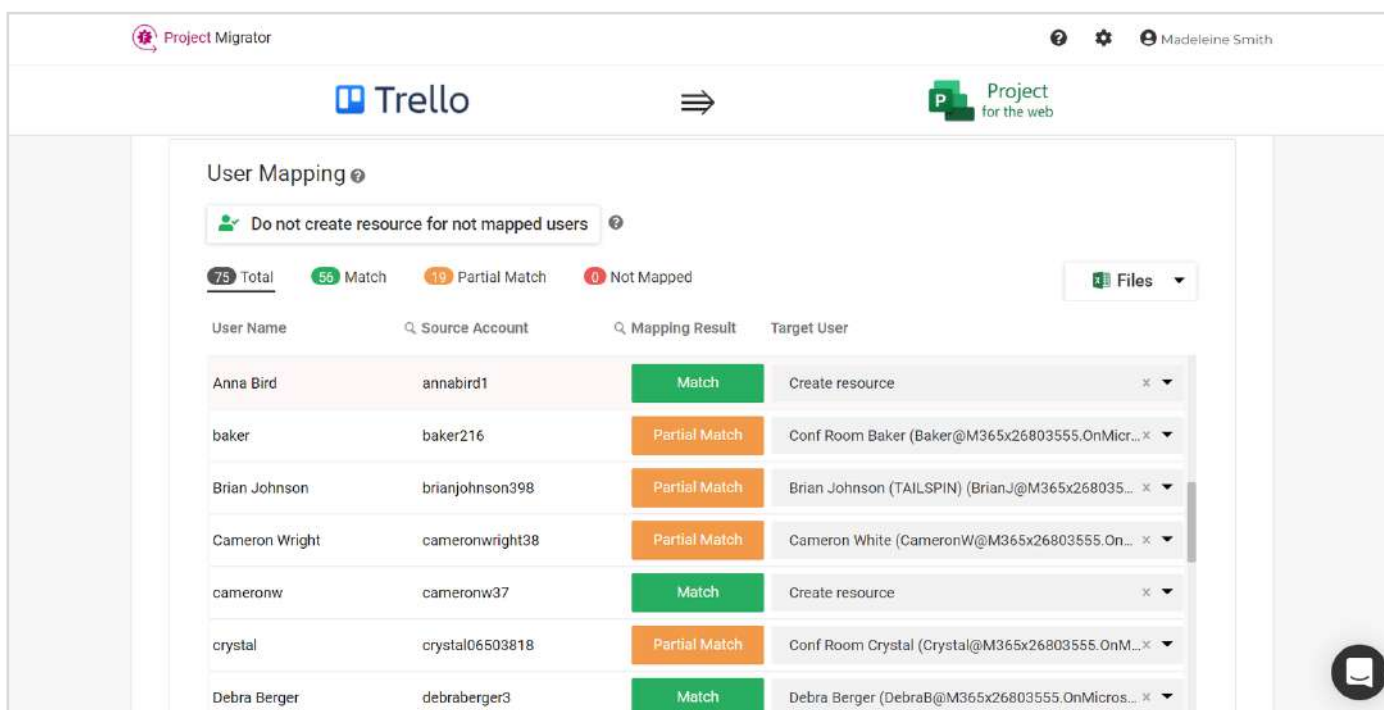 Project Migrator
Madeleine Smith
Trello
Project
for the web
User Mapping
Do not create resource for not mapped users
75 Total 56 Match 19 Partial Match 0 Not Mapped
Files
User Name Source Account Mapping Result Target User
Anna Bird annabird1 Match Create resource
baker baker216 Partial Match Conf Room Baker (Baker@M365x26803555.OnMicr...
Brian Johnson brianjohnson398 Partial Match Brian Johnson (TAILSPIN) (BrianJ@M365x268035...
Cameron Wright cameronwright38 Partial Match Cameron White (CameronW@M365x26803555.On...
cameronw cameronw37 Match Create resource
crystal crystal06503818 Partial Match Conf Room Crystal (Crystal@M365x26803555.OnM...
Debra Berger debraberger3 Match Debra Berger (DebraB@M365x26803555.OnMicros...